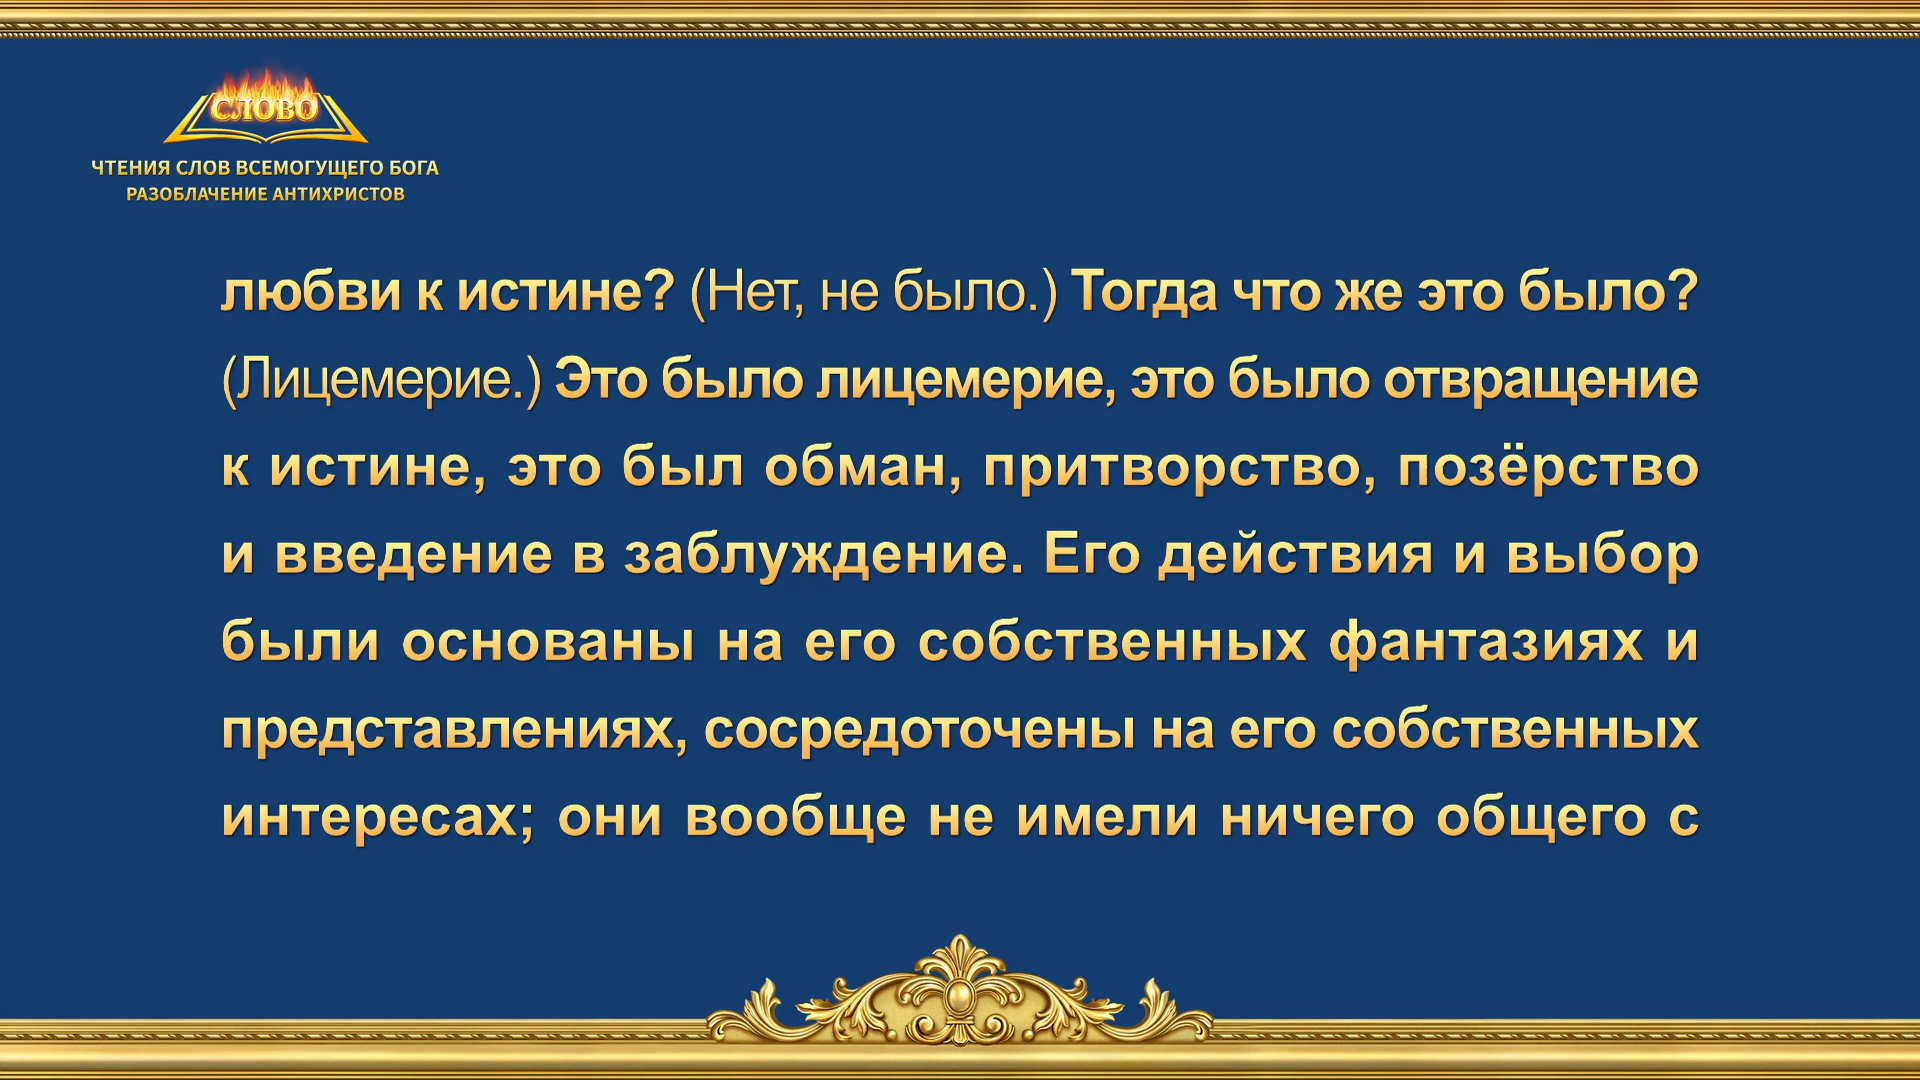 СЛОВО
ЧТЕНИЯ СЛОВ ВСЕМОГУЩЕГО БОГА
РАЗОБЛАЧЕНИЕ АНТИХРИСТОВ
любви к истине? (Нет, не было.) Тогда что же это было?
(Лицемерие.) Это было лицемерие, это было отвращение
к истине, это был обман, притворство, позёрство
и введение в заблуждение. Его действия и выбор
были основаны на его собственных фантазиях и
представлениях, сосредоточены на его собственных
интересах; они вообще не имели ничего общего с